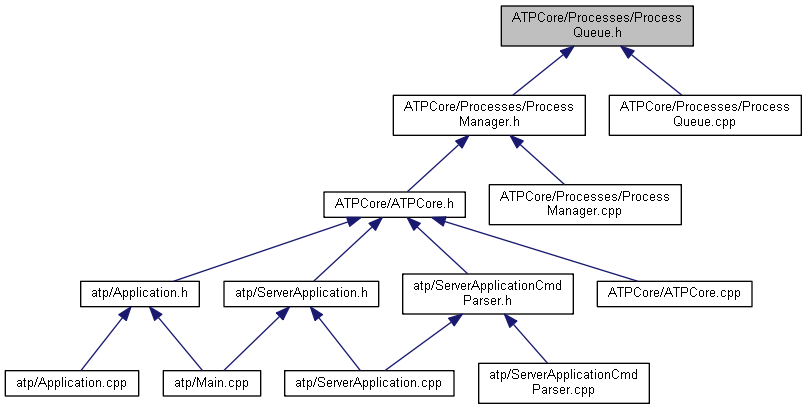 ATPCore/Processes/Process
Queue.h
ATPCore/Processes/Process
Manager.h
ATPCore/Processes/Process
Queue.cpp
ATPCore/ATPCore.h
ATPCore/Processes/Process
Manager.cpp
atp/Application.h
atp/ServerApplication.h
atp/ServerApplicationCmd
Parser.h
ATPCore/ATPCore.cpp
atp/Application.cpp
atp/Main.cpp
atp/ServerApplication.cpp
atp/ServerApplicationCmd
Parser.cpp